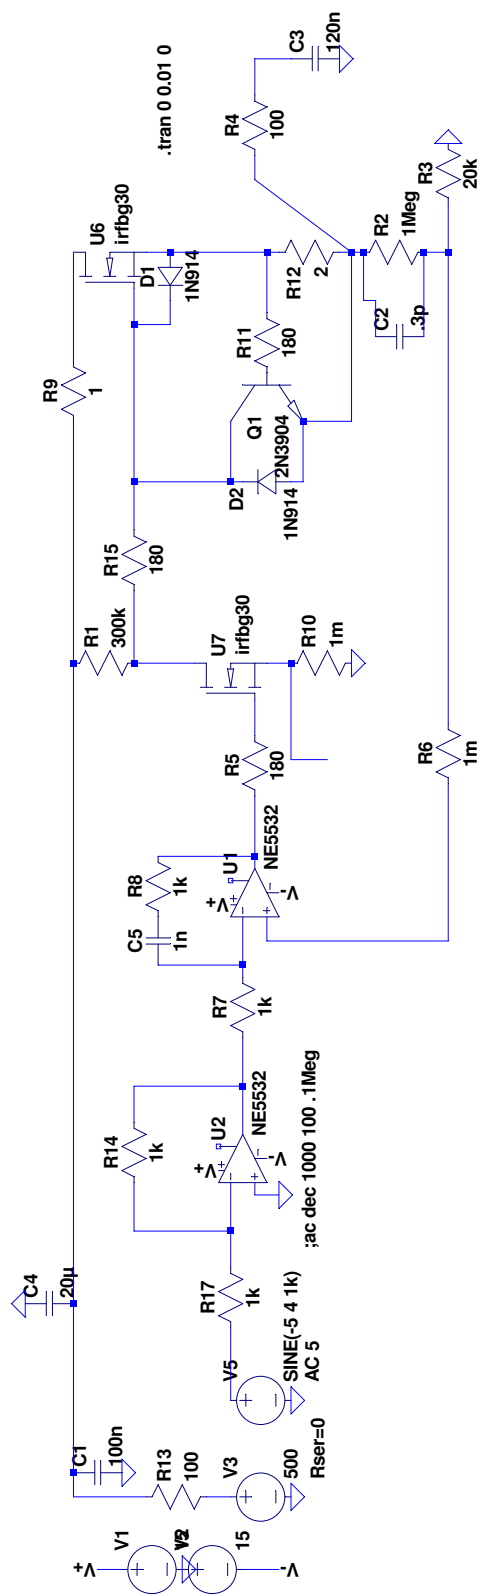 V+
V1
15
V-
C1
100n
R13
100
V3
500
Rser=0
C4
20µ
V5
SINE(-5 4 1k)
AC 5
R17
1k
R14
1k
U2
V+
V-
NE5532
;ac dec 1000 100 .1Meg
R7
1k
C5
1n
R8
1k
U1
V+
V-
NE5532
R5
180
R1
300k
U7
irfbg30
R10
1m
R6
1m
R15
180
R9
1
D2
1N914
Q1
2N3904
R11
180
U6
irfbg30
D1
1N914
R12
2
C2
.3p
R2
1Meg
R3
20k
R4
100
C3
120n
.tran 0 0.01 0